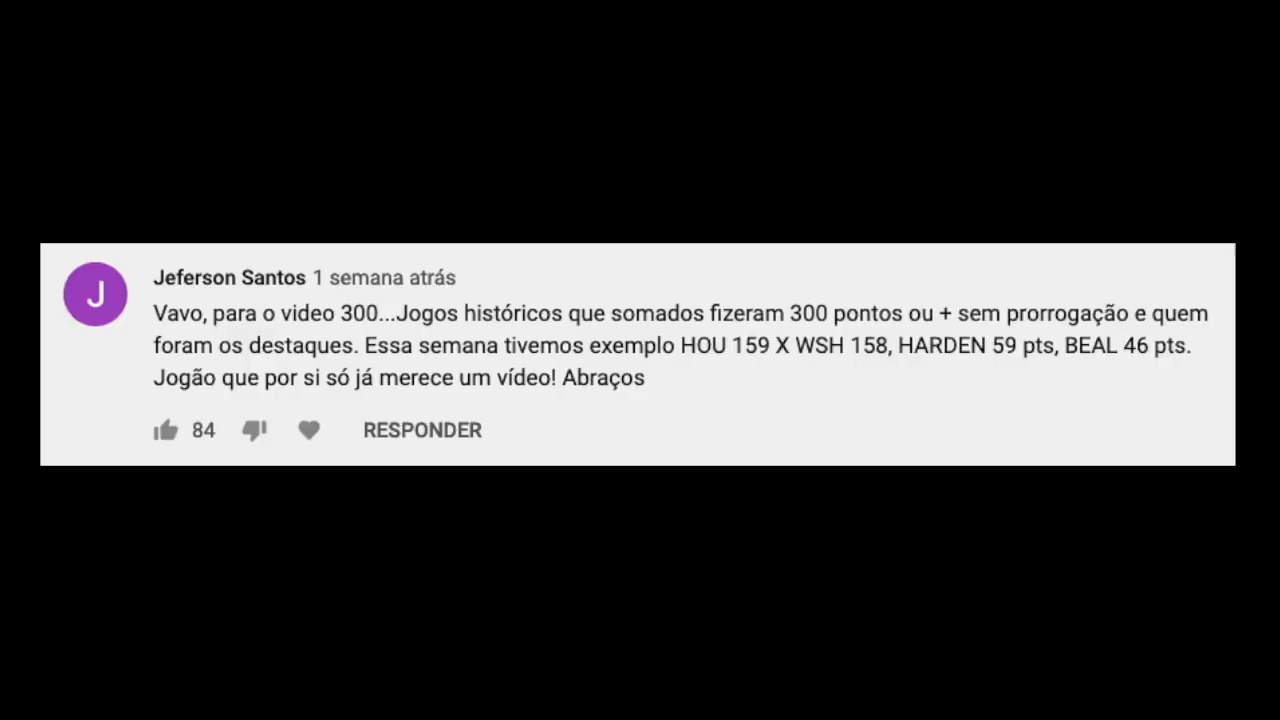 J
Jeferson Santos 1 semana atrás
Vavo, para o video 300...Jogos históricos que somados fizeram 300 pontos ou + sem prorrogação e quem
foram os destaques. Essa semana tivemos exemplo HOU 159 X WSH 158, HARDEN 59 pts, BEAL 46 pts.
Jogão que por si só já merece um vídeo! Abraços
84 RESPONDER